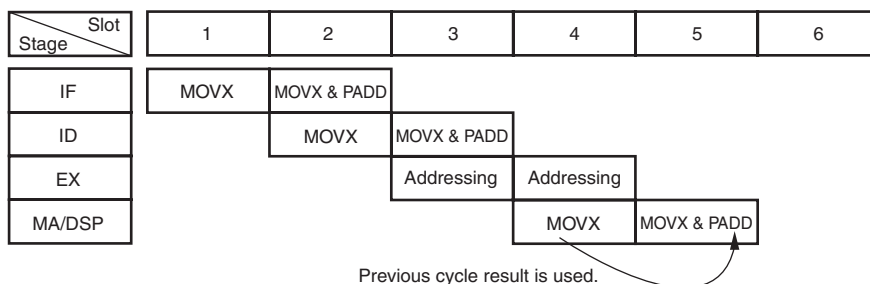 Slot
Stage
1 2 3 4 5 6
IF MOVX MOVX & PADD
ID MOVX MOVX & PADD
EX Addressing Addressing
MA/DSP MOVX MOVX & PADD
Previous cycle result is used.